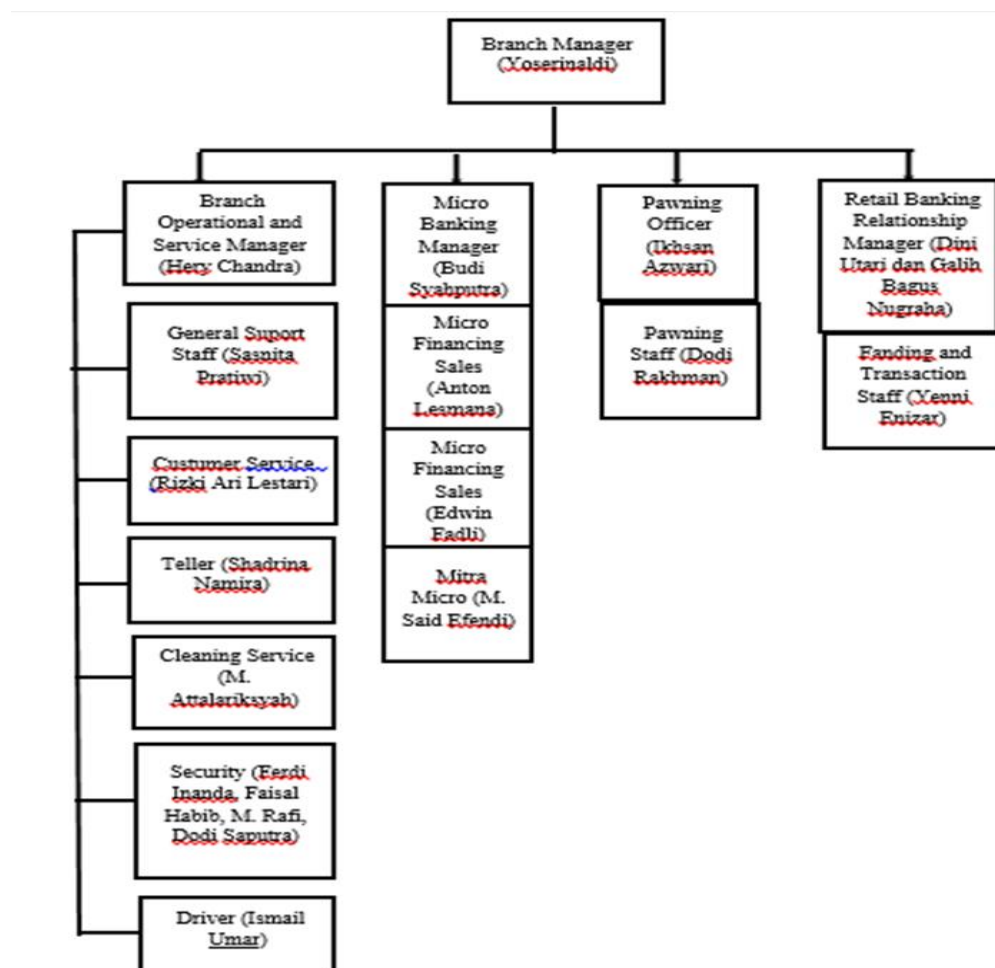 Branch Manager
(Yoserinaldi)
Branch
Operational and
Service Manager
(Hery Chandra)
General Suport
Staff (Sasnita
Pratiwi)
Custumer Service
(Rizki Ari Lestari)
Teller (Shadrina
Namira)
Cleaning Service
(M.
Attalariksyah)
Security (Ferdi
Inanda, Faisal
Habib, M. Rafi,
Dodi Saputra)
Driver (Ismail
Umar)
Micro
Banking
Manager
(Budi
Syahputra)
Micro
Financing
Sales
(Anton
Lesmana)
Micro
Financing
Sales
(Edwin
Fadli)
Mitra
Micro (M.
Said Efendi)
Pawning
Officer
(Ikhsan
Azwari)
Pawning
Staff (Dodi
Rakhman)
Retail Banking
Relationship
Manager (Dini
Utari dan Galih
Bagus
Nugraha)
Fanding and
Transaction
Staff (Yenni
Enizar)